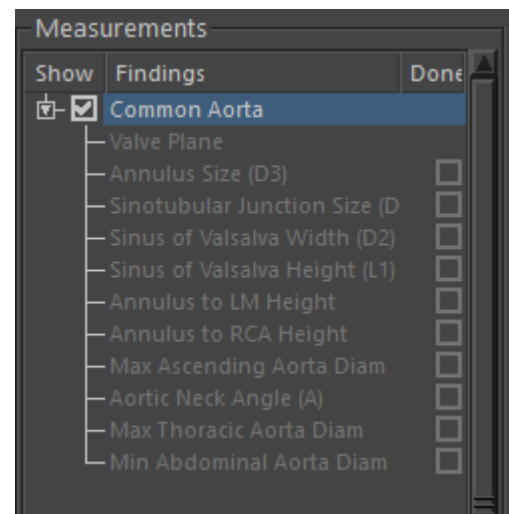 Measurements
Show Findings Done
Common Aorta
Valve Plane
Annulus Size (D3)
Sinotubular Junction Size (D
Sinus of Valsalva Width (D2)
Sinus of Valsalva Height (L1)
Annulus to LM Height
Annulus to RCA Height
Max Ascending Aorta Diam
Aortic Neck Angle (A)
Max Thoracic Aorta Diam
Min Abdominal Aorta Diam